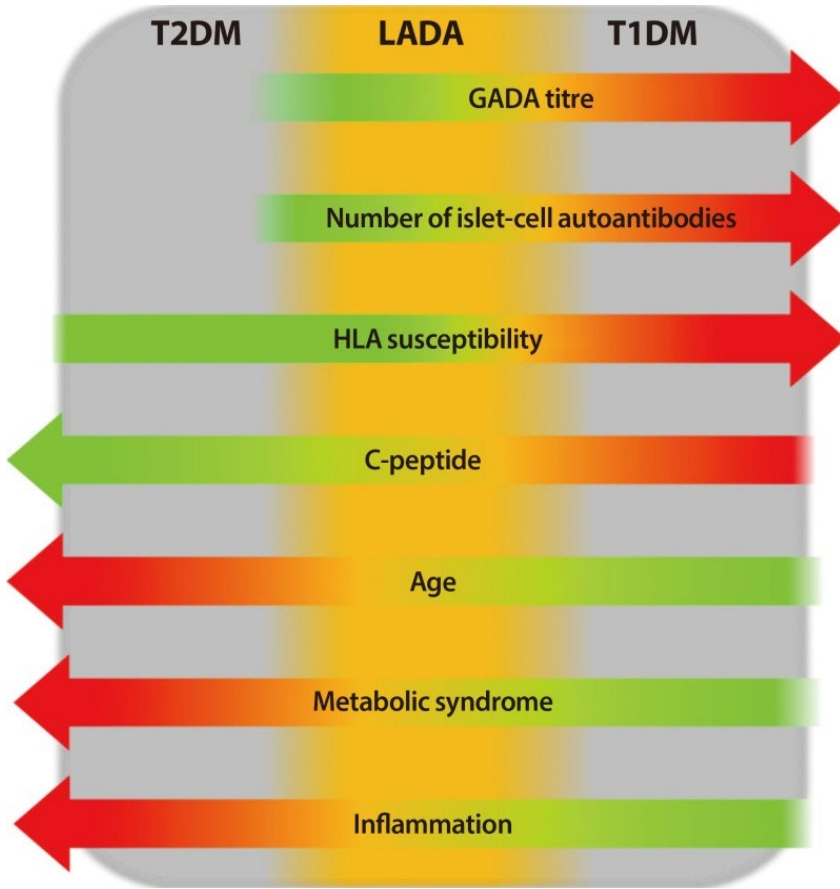 T2DM LADA T1DM
GADA titre
Number of islet-cell autoantibodies
HLA susceptibility
C-peptide
Age
Metabolic syndrome
Inflammation